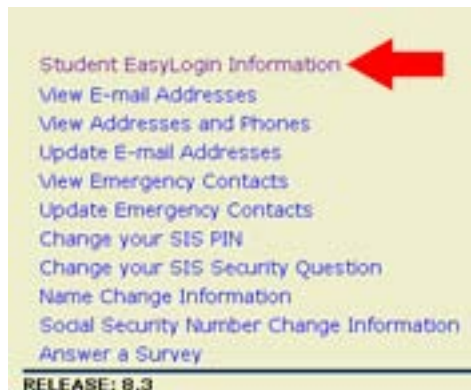 Student EasyLogin Information
View E-mail Addresses
View Addresses and Phones
Update E-mail Addresses
View Emergency Contacts
Update Emergency Contacts
Change your SIS PIN
Change your SIS Security Question
Name Change Information
Social Security Number Change Information
Answer a Survey
RELEASE: 8.3